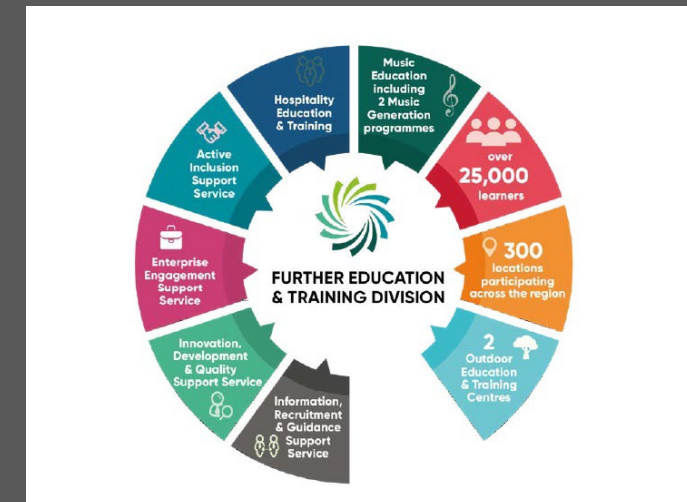 Music
Education
including
2 Music
Generation
programmes
over
25,000
learners
300
locations
participating
across the region
2
Outdoor
Education
& Training
Centres
Information,
Recruitment
& Guidance
Support
Service
Innovation,
Development
& Quality
Support Service
Enterprise
Engagement
Support
Service
Active
Inclusion
Support
Service
Hospitality
Education
& Training
FURTHER EDUCATION
& TRAINING DIVISION